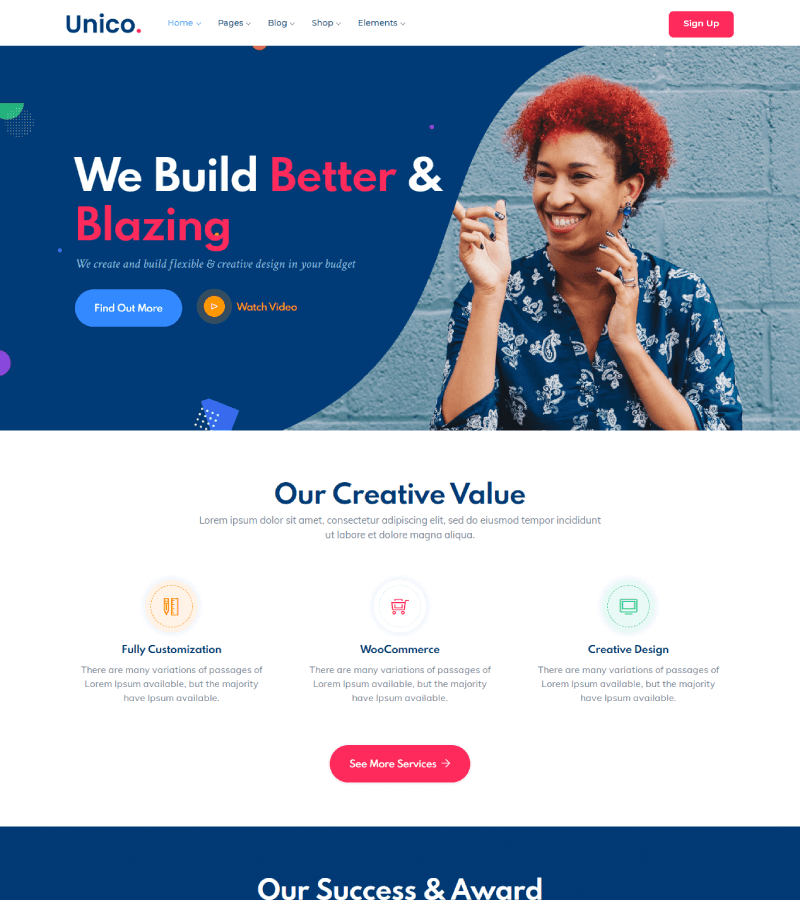 Unico.
Home Pages Blog Shop Elements
Sign Up
We Build Better &
Blazing
We create and build flexible & creative design in your budget
Find Out More
Watch Video
Our Creative Value
Lorem ipsum dolor sit amet, consectetur adipiscing elit, sed do eiusmod tempor incididunt
ut labore et dolore magna aliqua.
Fully Customization
There are many variations of passages of
Lorem Ipsum available, but the majority
have Ipsum available.
WooCommerce
There are many variations of passages of
Lorem Ipsum available, but the majority
have Ipsum available.
Creative Design
There are many variations of passages of
Lorem Ipsum available, but the majority
have Ipsum available.
See More Services
Our Success & Award